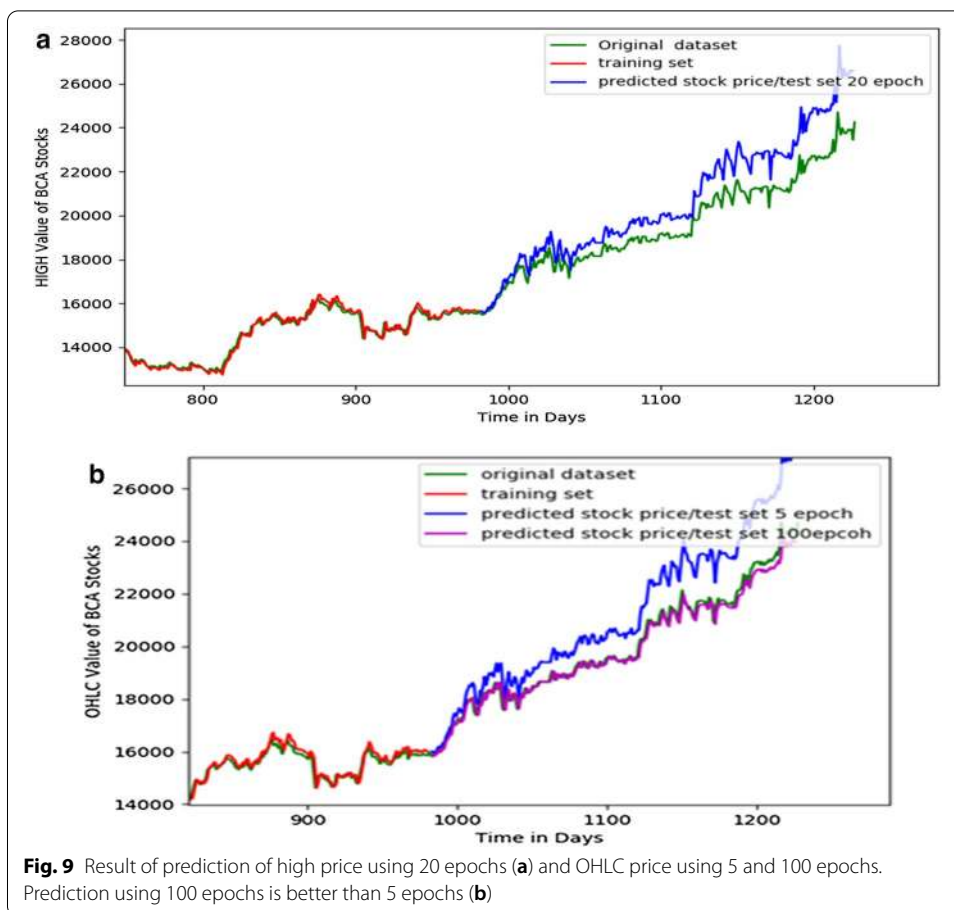 a
28000
26000
24000
22000
20000
18000
16000
14000
HIGH Value of BCA Stocks
Original dataset
training set
predicted stock price/test set 20 epoch
800
900
1000
1100
1200
Time in Days
b
26000
24000
22000
20000
18000
16000
14000
OHLC Value of BCA Stocks
original dataset
training set
predicted stock price/test set 5 epoch
predicted stock price/test set 100epcoh
900
1000
1100
1200
Time in Days
Fig. 9 Result of prediction of high price using 20 epochs (a) and OHLC price using 5 and 100 epochs.
Prediction using 100 epochs is better than 5 epochs (b)